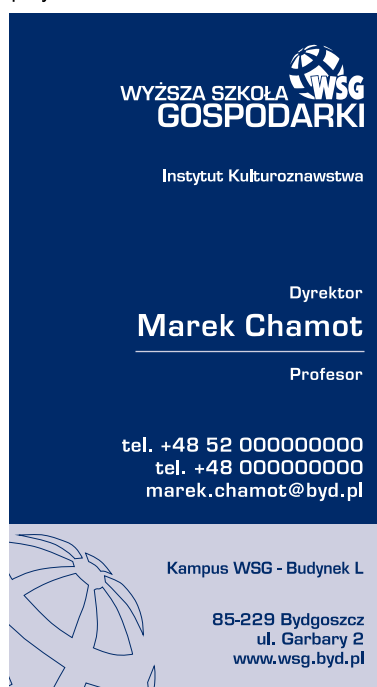 WYŻSZA SZKOŁA WSG
GOSPODARKI
Instytut Kulturoznawstwa
Dyrektor
Marek Chamot
Profesor
tel. +48 52 000000000
tel. +48 000000000
marek.chamot@byd.pl
Kampus WSG - Budynek L
85-229 Bydgoszcz
ul. Garbary 2
www.wsg.byd.pl